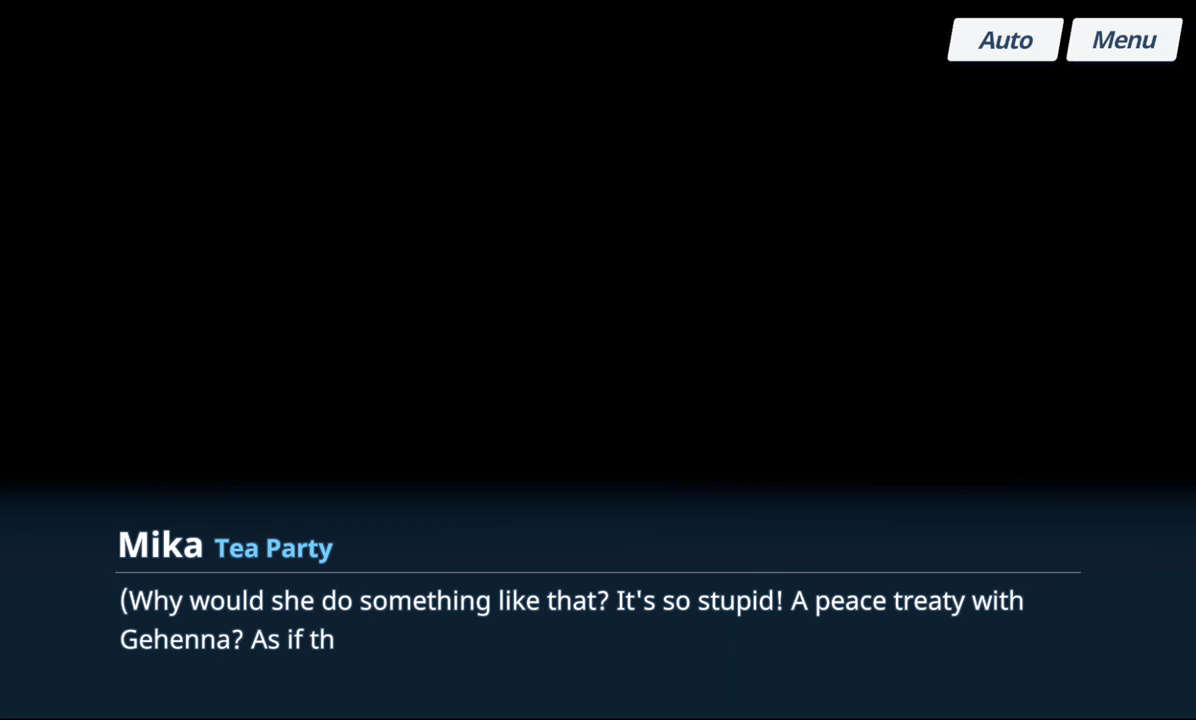 Auto Menu
Mika Tea Party
(Why would she do something like that? It's so stupid! A peace treaty with
Gehenna? As if th